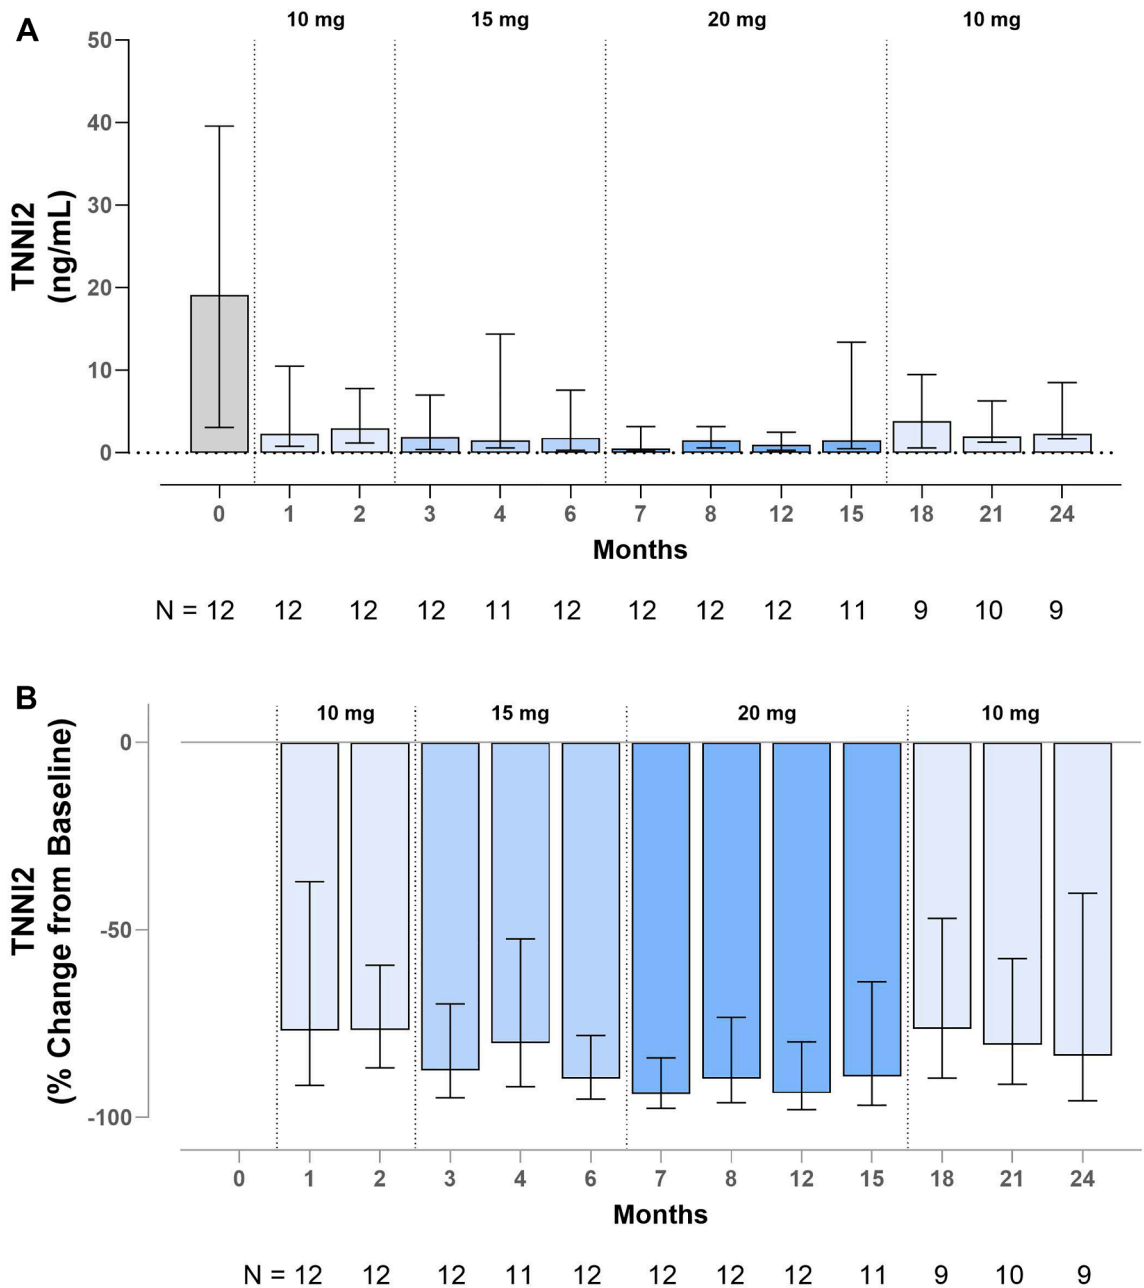 A
10 mg 15 mg 20 mg 10 mg
50
40
30
20
10
0
TNNI2
(ng/mL)
0 1 2 3 4 6 7 8 12 15 18 21 24
Months
N = 12 12 12 12 11 12 12 12 12 11 9 10 9
B
10 mg 15 mg 20 mg 10 mg
0
-50
-100
TNNI2
(% Change from Baseline)
0 1 2 3 4 6 7 8 12 15 18 21 24
Months
N = 12 12 12 11 12 12 12 12 11 9 10 9